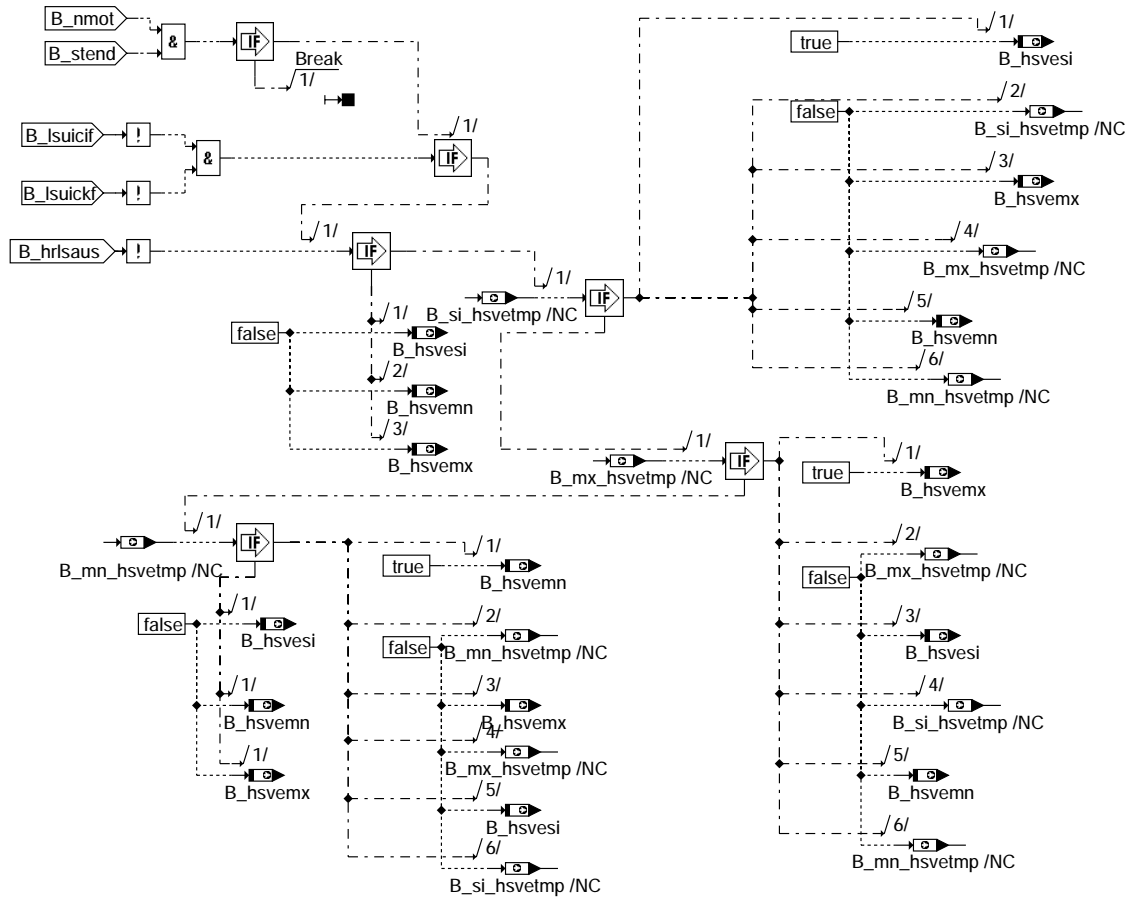 B_nmot
B_stend
&
IF
Break
1/
1/
B_lsuicif
!
&
IF
B_lsuickf
!
1/
B_hrlsaus
!
IF
1/
B_si_hsvetmp /NC
IF
false
1/
B_hsvesi
2/
B_hsvemn
3/
B_hsvemx
1/
true
B_hsvesi
2/
false
B_si_hsvetmp /NC
3/
B_hsvemx
4/
B_mx_hsvetmp /NC
5/
B_hsvemn
6/
B_mn_hsvetmp /NC
1/
B_mx_hsvetmp /NC
IF
1/
true
B_hsvemx
2/
false
B_mx_hsvetmp /NC
3/
B_hsvesi
4/
B_si_hsvetmp /NC
5/
B_hsvemn
6/
B_mn_hsvetmp /NC
1/
B_mn_hsvetmp /NC
IF
1/
false
B_hsvesi
1/
B_hsvemn
1/
B_hsvemx
1/
true
B_hsvemn
2/
false
B_mn_hsvetmp /NC
3/
B_hsvemx
4/
B_mx_hsvetmp /NC
5/
B_hsvesi
6/
B_si_hsvetmp /NC